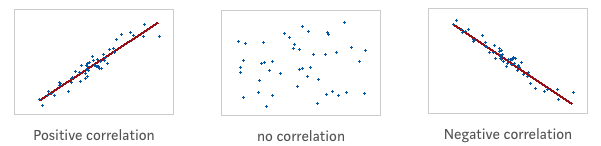 Positive correlation
no correlation
Negative correlation